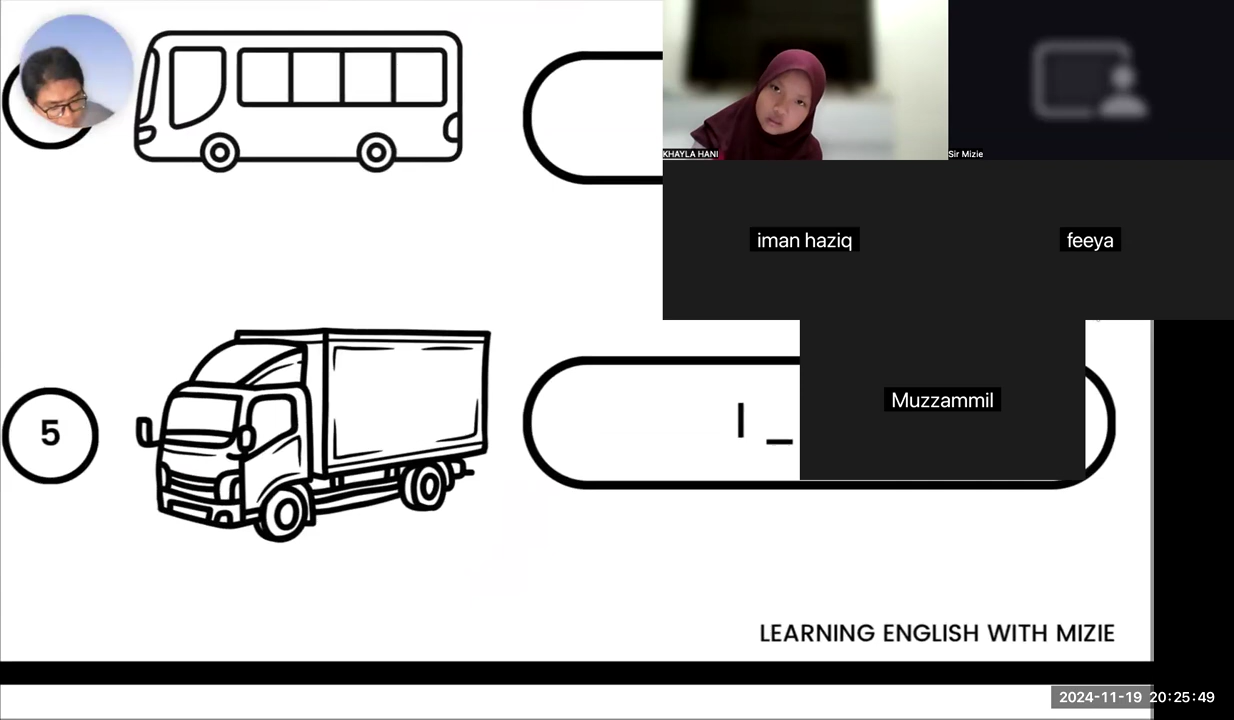 KHAYLA HANI
Sir Mizie
iman haziq
feeya
5
l _
Muzzammil
LEARNING ENGLISH WITH MIZIE
2024-11-19 20:25:49